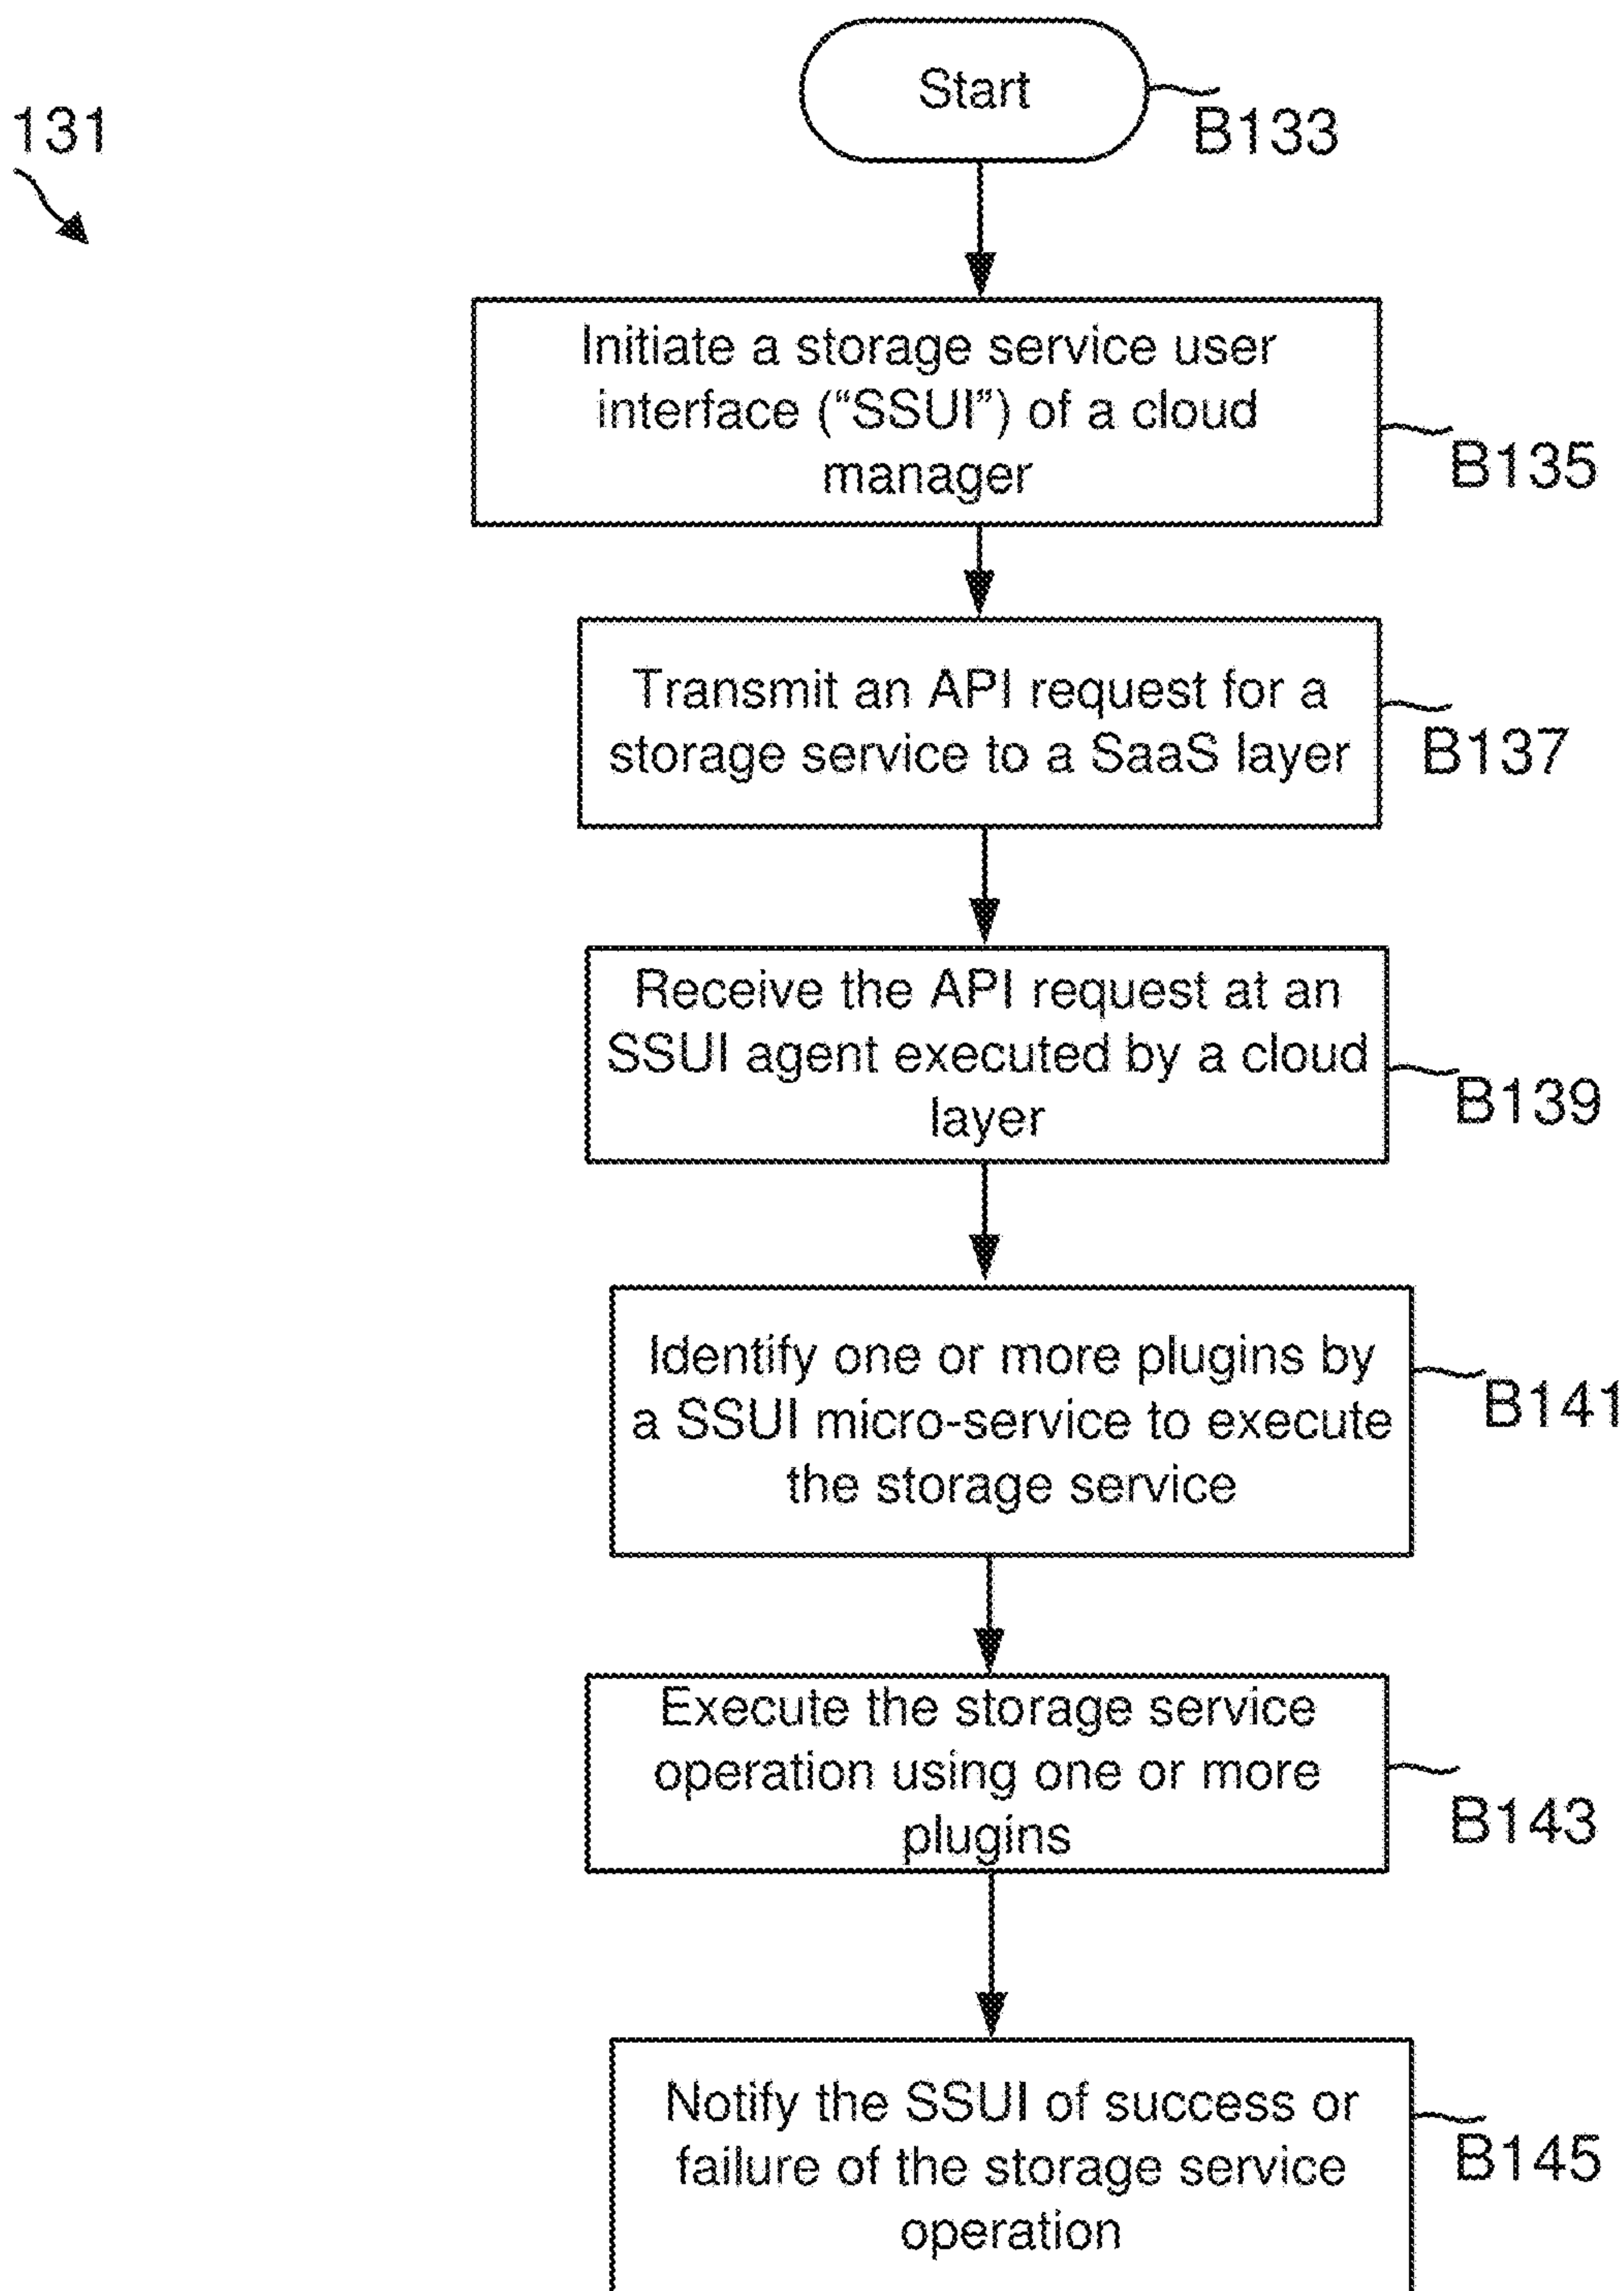 131
Start
B133
Initiate a storage service user
interface (“SSUI”) of a cloud
manager
B135
Transmit an API request for a
storage service to a SaaS layer
B137
Receive the API request at an
SSUI agent executed by a cloud
layer
B139
Identify one or more plugins by
a SSUI micro-service to execute
the storage service
B141
Execute the storage service
operation using one or more
plugins
B143
Notify the SSUI of success or
failure of the storage service
operation
B145